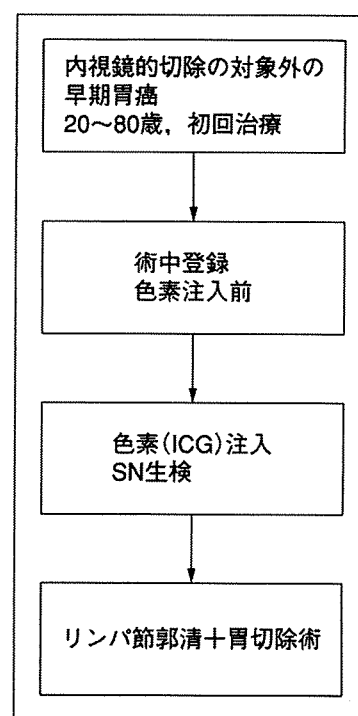 内視鏡的切除の対象外の
早期胃癌
20〜80歳，初回治療
術中登録
色素注入前
色素(ICG)注入
SN生検
リンパ節郭清＋胃切除術